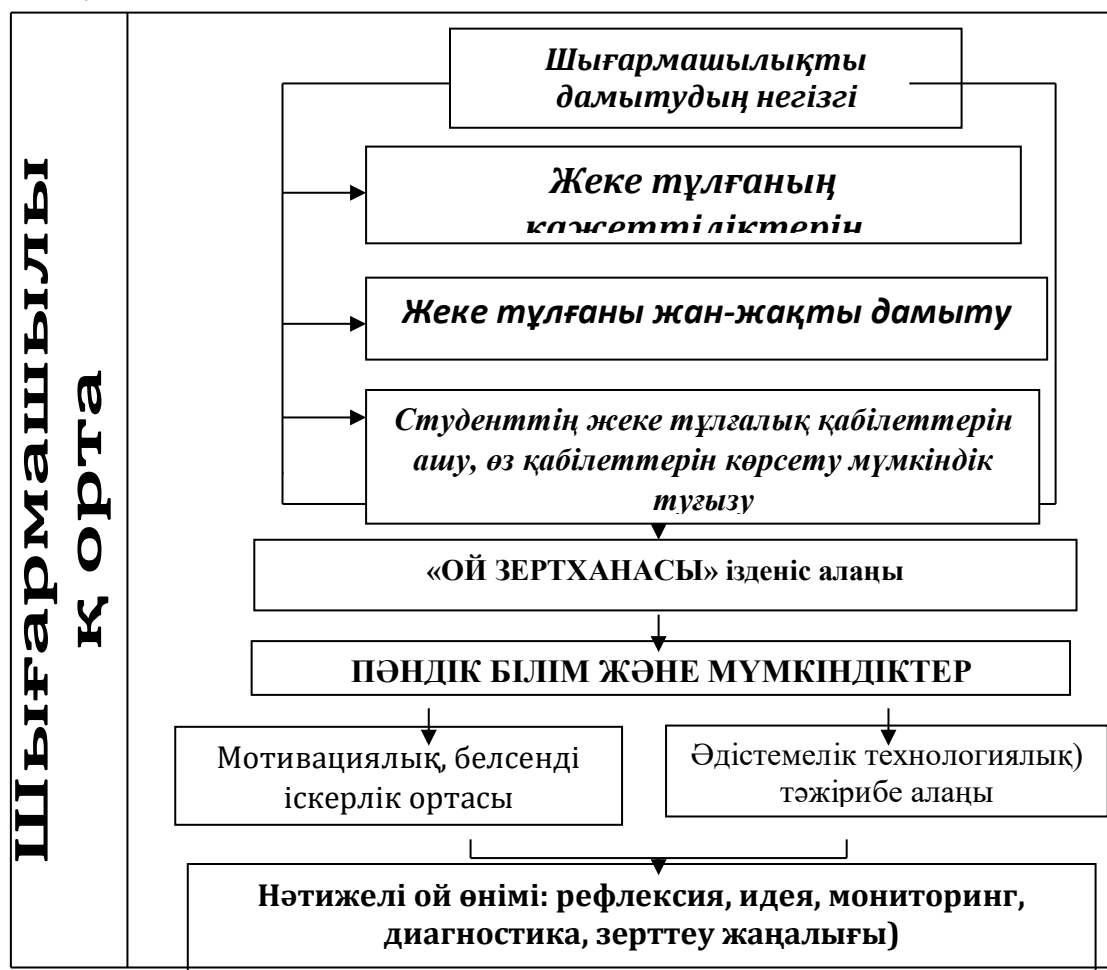 Шығармашылы
қ орта
Шығармашылықты
дамытудың негізгі
Жеке тұлғаның
қажеттіліктерін
Жеке тұлғаны жан-жақты дамыту
Студенттің жеке тұлғалық қабілеттерін
ашу, өз қабілеттерін көрсету мүмкіндік
туғызу
«ОЙ ЗЕРТХАНАСЫ» ізденіс алаңы
ПӘНДІК БІЛІМ ЖӘНЕ МҮМКІНДІКТЕР
Мотивациялық, белсенді
іскерлік ортасы
Әдістемелік технологиялық)
тәжірибе алаңы
Нәтижелі ой өнімі: рефлексия, идея, мониторинг,
диагностика, зерттеу жаңалығы)